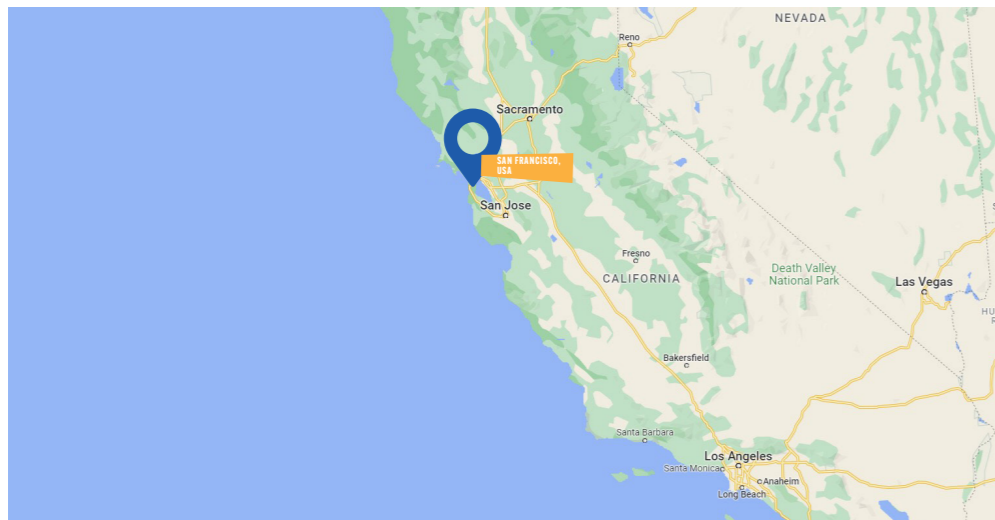 NEVADA
Reno
Sacramento
SAN FRANCISCO,
USA
San Jose
Fresno
CALIFORNIA
Death Valley
National Park
Las Vegas
HU
Bakersfield
Santa Barbara
Los Angeles
Santa Monica
Anaheim
Long Beach